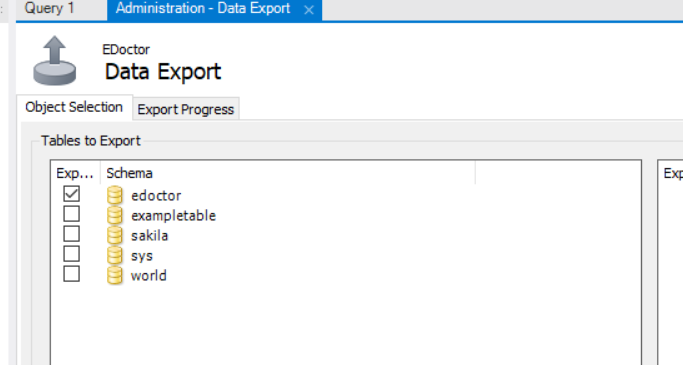 Query 1
Administration - Data Export ×
EDoctor
Data Export
Object Selection
Export Progress
Tables to Export
Exp... Schema
edoctor
exampletable
sakila
sys
world
Exp